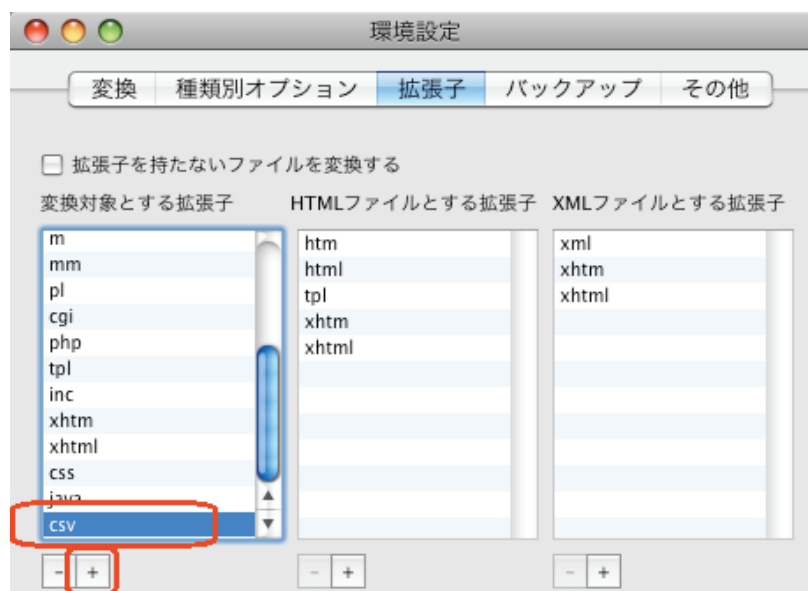 環境設定
変換 種類別オプション 拡張子 バックアップ その他
拡張子を持たないファイルを変換する
変換対象とする拡張子
m
mm
pl
cgi
php
tpl
inc
xhtm
xhtml
css
java
csv
- +
HTMLファイルとする拡張子
htm
html
tpl
xhtm
xhtml
- +
XMLファイルとする拡張子
xml
xhtm
xhtml
- +